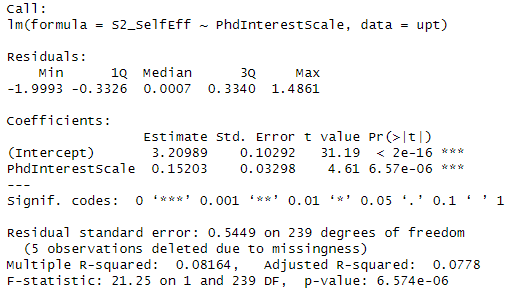 Call:
lm(formula = S2_SelfEff ~ PhdInterestScale, data = upt)
Residuals:
Min 1Q Median 3Q Max
-1.9993 -0.3326 0.0007 0.3340 1.4861
Coefficients:
Estimate Std. Error t value Pr(>|t|)
(Intercept) 3.20989 0.10292 31.19 < 2e-16 ***
PhdInterestScale 0.15203 0.03298 4.61 6.57e-06 ***
---
Signif. codes: 0 ‘***’ 0.001 ‘**’ 0.01 ‘*’ 0.05 ‘.’ 0.1 ‘ ’ 1
Residual standard error: 0.5449 on 239 degrees of freedom
(5 observations deleted due to missingness)
Multiple R-squared: 0.08164, Adjusted R-squared: 0.0778
F-statistic: 21.25 on 1 and 239 DF, p-value: 6.574e-06